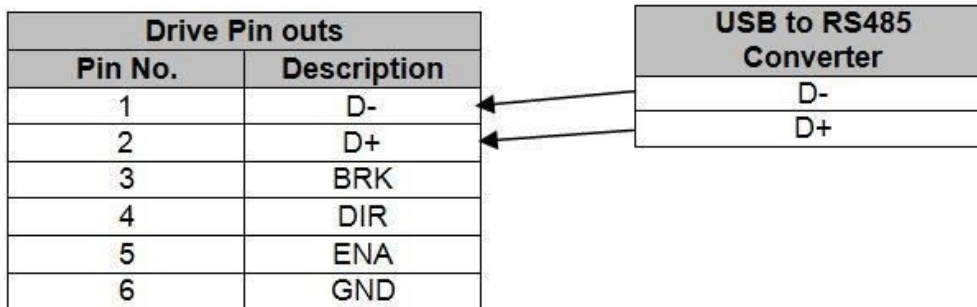 Drive Pin outs
Pin No. Description
1 D-
2 D+
3 BRK
4 DIR
5 ENA
6 GND
USB to RS485
Converter
D-
D+